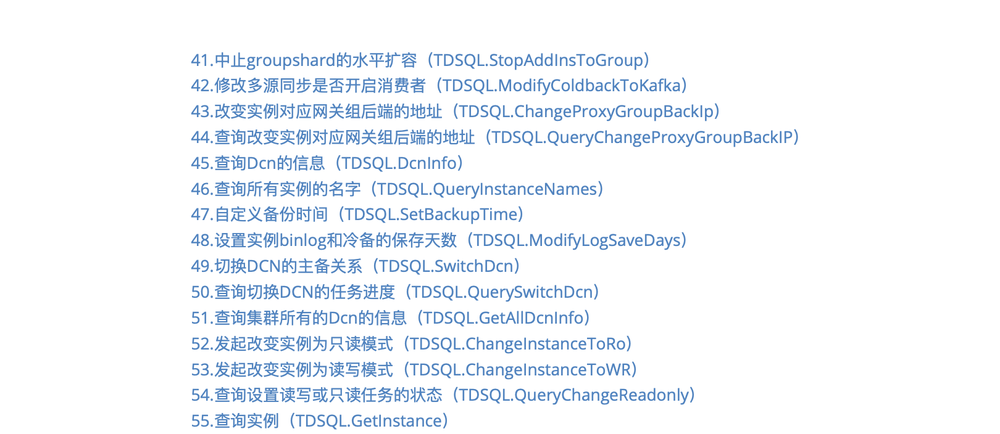 41.中止groupshard的水平扩容（TDSQL.StopAddInsToGroup）
42.修改多源同步是否开启消费者（TDSQL.ModifyColdbackToKafka）
43.改变实例对应网关组后端的地址（TDSQL.ChangeProxyGroupBackIp）
44.查询改变实例对应网关组后端的地址（TDSQL.QueryChangeProxyGroupBackIP）
45.查询Dcn的信息（TDSQL.DcnInfo）
46.查询所有实例的名字（TDSQL.QueryInstanceNames）
47.自定义备份时间（TDSQL.SetBackupTime）
48.设置实例binlog和冷备的保存天数（TDSQL.ModifyLogSaveDays）
49.切换DCN的主备关系（TDSQL.SwitchDcn）
50.查询切换DCN的任务进度（TDSQL.QuerySwitchDcn）
51.查询集群所有的Dcn的信息（TDSQL.GetAllDcnInfo）
52.发起改变实例为只读模式（TDSQL.ChangeInstanceToRo）
53.发起改变实例为读写模式（TDSQL.ChangeInstanceToWR）
54.查询设置读写或只读任务的状态（TDSQL.QueryChangeReadonly）
55.查询实例（TDSQL.GetInstance）